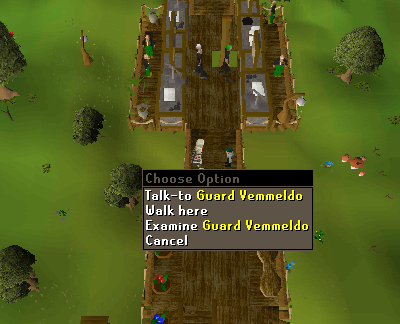 Choose Option
Talk-to Guard Vemmeldo
Walk here
Examine Guard Vemmeldo
Cancel